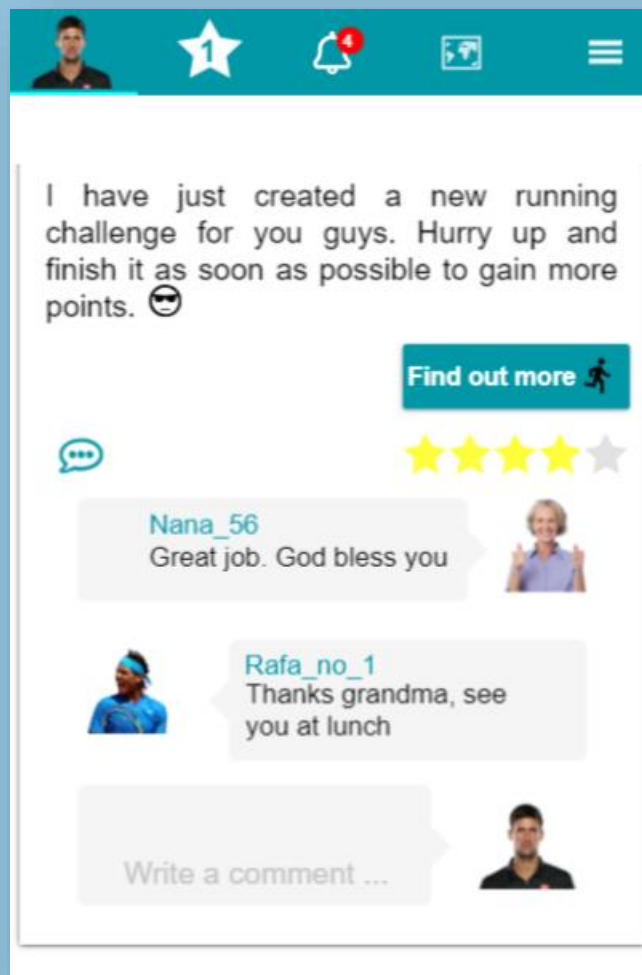 1
4
I have just created a new running
challenge for you guys. Hurry up and
finish it as soon as possible to gain more
points. 😎
Find out more
Nana_56
Great job. God bless you
Rafa_no_1
Thanks grandma, see
you at lunch
Write a comment ...